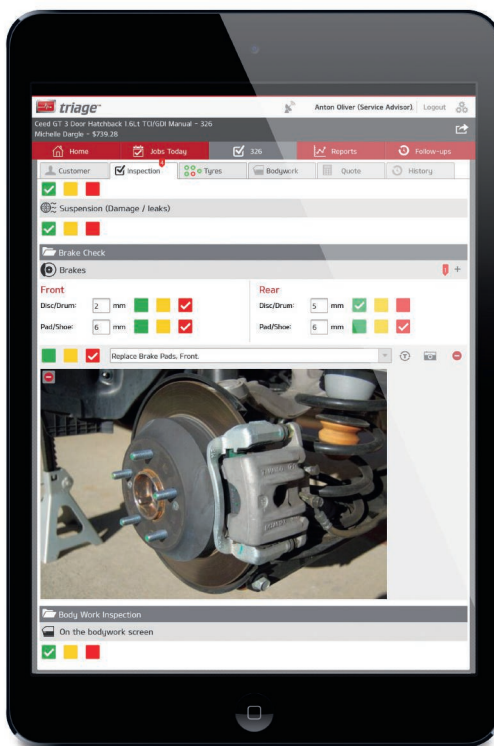 triage™
Anton Oliver (Service Advisor)
Logout
Ceed GT 3 Door Hatchback 1.6Lt TCI/GDI Manual - 326
Michelle Dargle - $739.28
Home
Jobs Today
326
Reports
Follow-ups
Customer
Inspection
Tyres
Bodywork
Quote
History
Suspension (Damage / leaks)
Brake Check
Brakes
Front
Disc/Drum: 2 mm
Pad/Shoe: 6 mm
Rear
Disc/Drum: 5 mm
Pad/Shoe: 6 mm
Replace Brake Pads, Front.
Body Work Inspection
On the bodywork screen